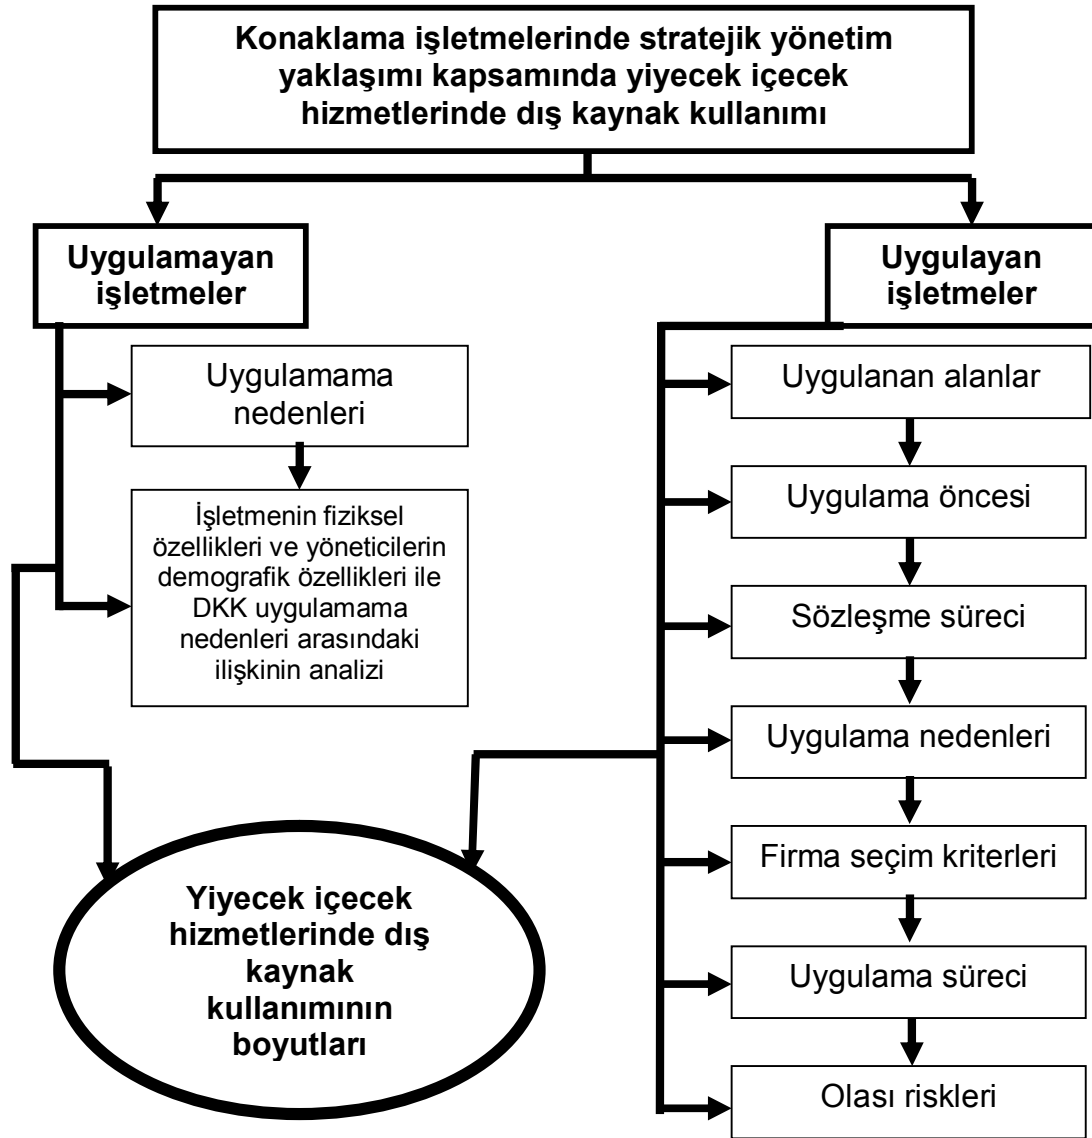 Konaklama işletmelerinde stratejik yönetim
yaklaşımı kapsamında yiyecek içecek
hizmetlerinde dış kaynak kullanımı
Uygulamayan
işletmeler
Uygulamama
nedenleri
İşletmenin fiziksel
özellikleri ve yöneticilerin
demografik özellikleri ile
DKK uygulamama
nedenleri arasındaki
ilişkinin analizi
Yiyecek içecek
hizmetlerinde dış
kaynak
kullanımının
boyutları
Uygulayan
işletmeler
Uygulanan alanlar
Uygulama öncesi
Sözleşme süreci
Uygulama nedenleri
Firma seçim kriterleri
Uygulama süreci
Olası riskleri